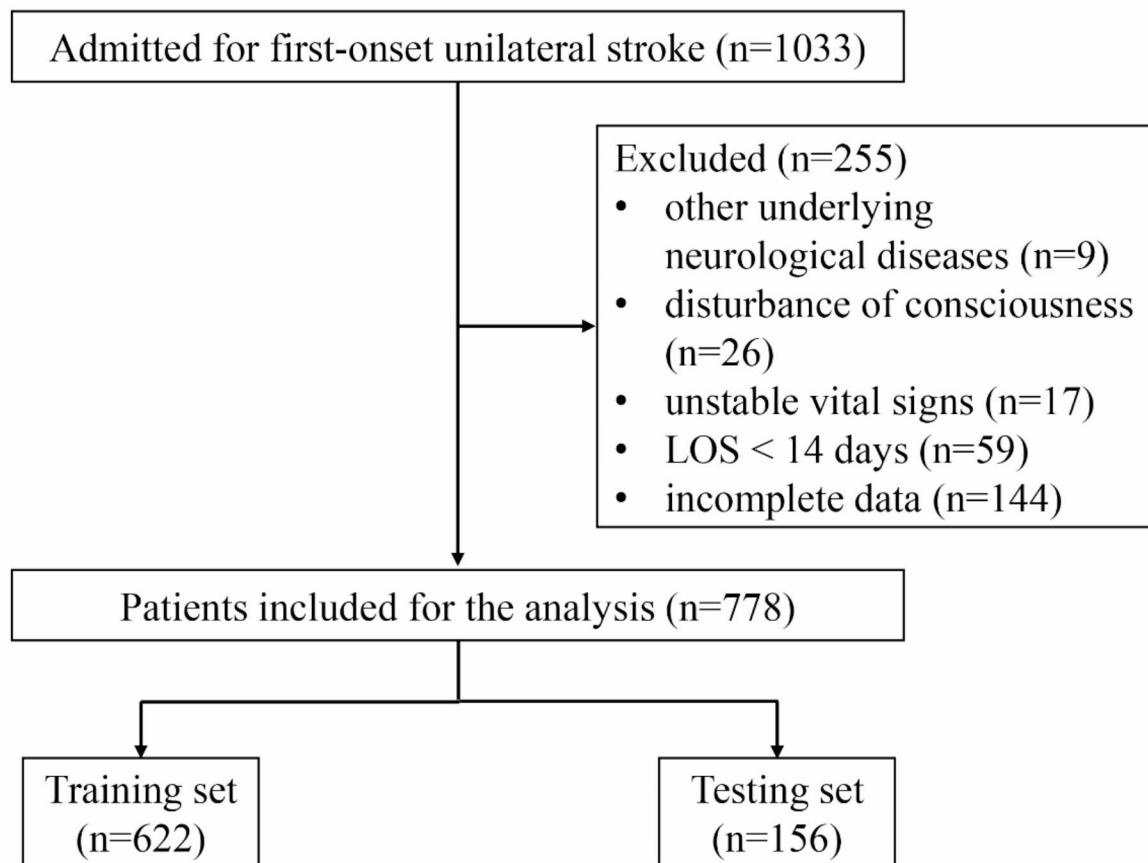 Admitted for first-onset unilateral stroke (n=1033)
Excluded (n=255)
• other underlying
neurological diseases (n=9)
• disturbance of consciousness
(n=26)
• unstable vital signs (n=17)
• LOS < 14 days (n=59)
• incomplete data (n=144)
Patients included for the analysis (n=778)
Training set
(n=622)
Testing set
(n=156)